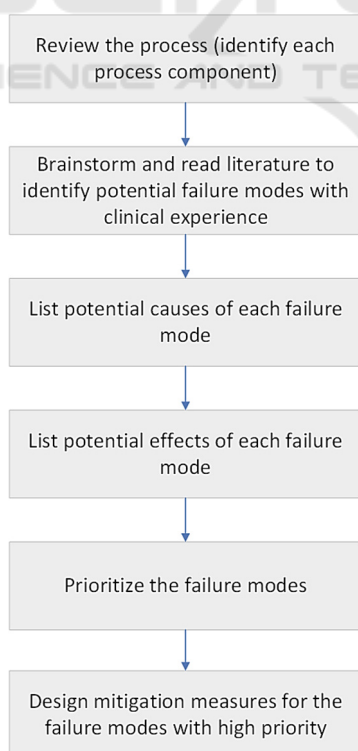 Review the process (identify each
process component)
Brainstorm and read literature to
identify potential failure modes with
clinical experience
List potential causes of each failure
mode
List potential effects of each failure
mode
Prioritize the failure modes
Design mitigation measures for the
failure modes with high priority